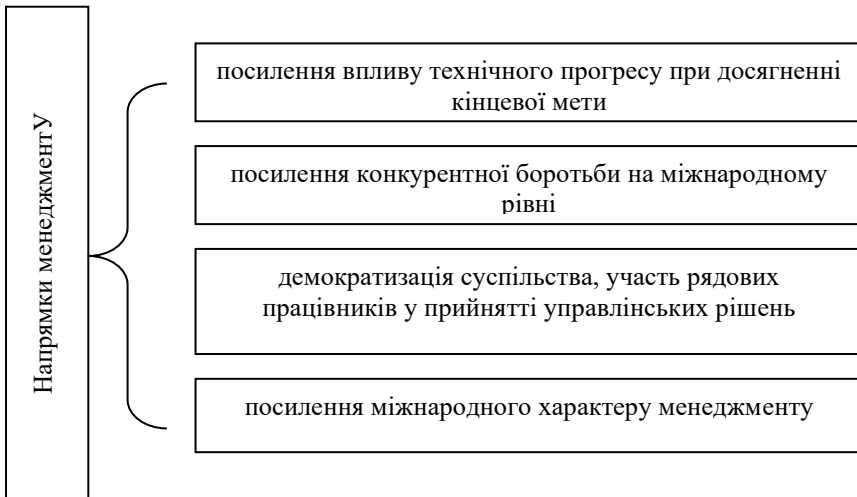 Напрямки менеджментУ
посилення впливу технічного прогресу при досягненні
кінцевої мети
посилення конкурентної боротьби на міжнародному
рівні
демократизація суспільства, участь рядових
працівників у прийнятті управлінських рішень
посилення міжнародного характеру менеджменту